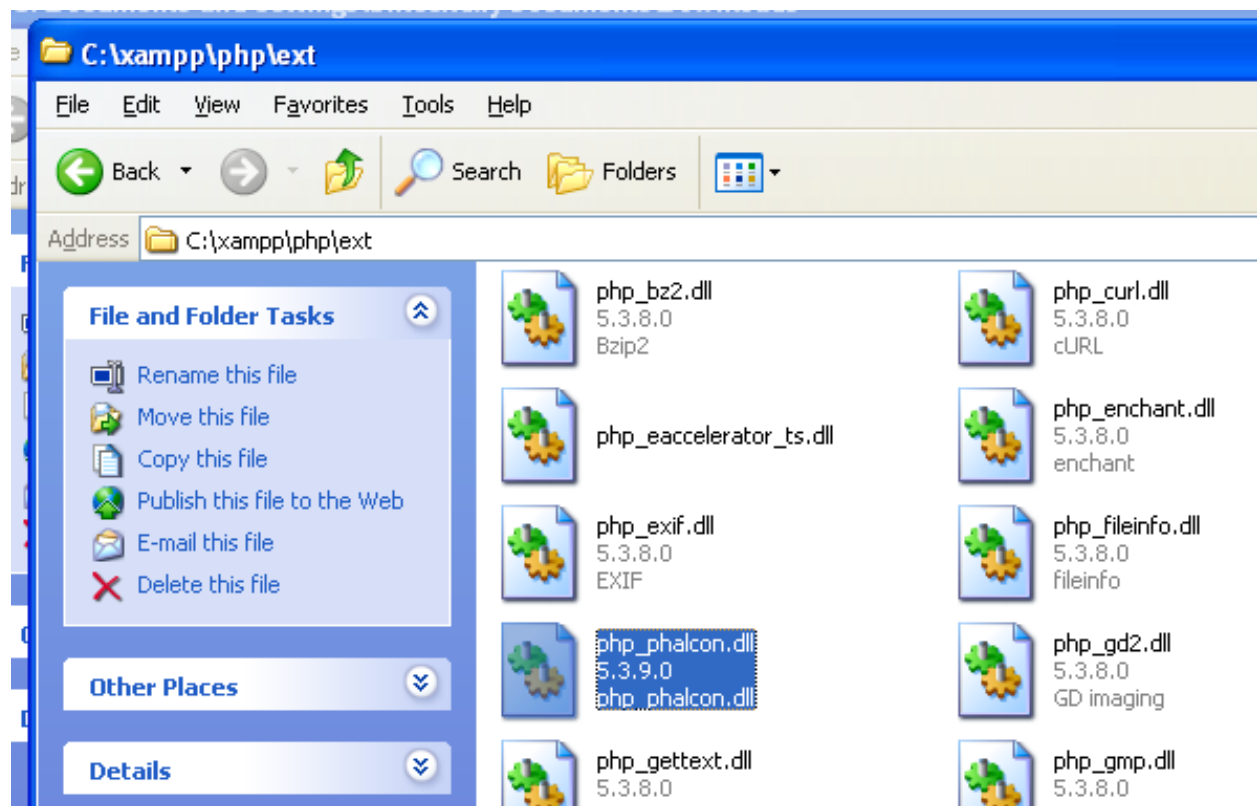 C:\xampp\php\ext
File Edit View Favorites Tools Help
Back Search Folders
Address C:\xampp\php\ext
File and Folder Tasks
Rename this file
Move this file
Copy this file
Publish this file to the Web
E-mail this file
Delete this file
Other Places
Details
php_bz2.dll
5.3.8.0
Bzip2
php_curl.dll
5.3.8.0
cURL
php_eaccelerator_ts.dll
php_enchant.dll
5.3.8.0
enchant
php_exif.dll
5.3.8.0
EXIF
php_fileinfo.dll
5.3.8.0
fileinfo
php_phalcon.dll
5.3.9.0
php_phalcon.dll
php_gd2.dll
5.3.8.0
GD imaging
php_gettext.dll
5.3.8.0
php_gmp.dll
5.3.8.0